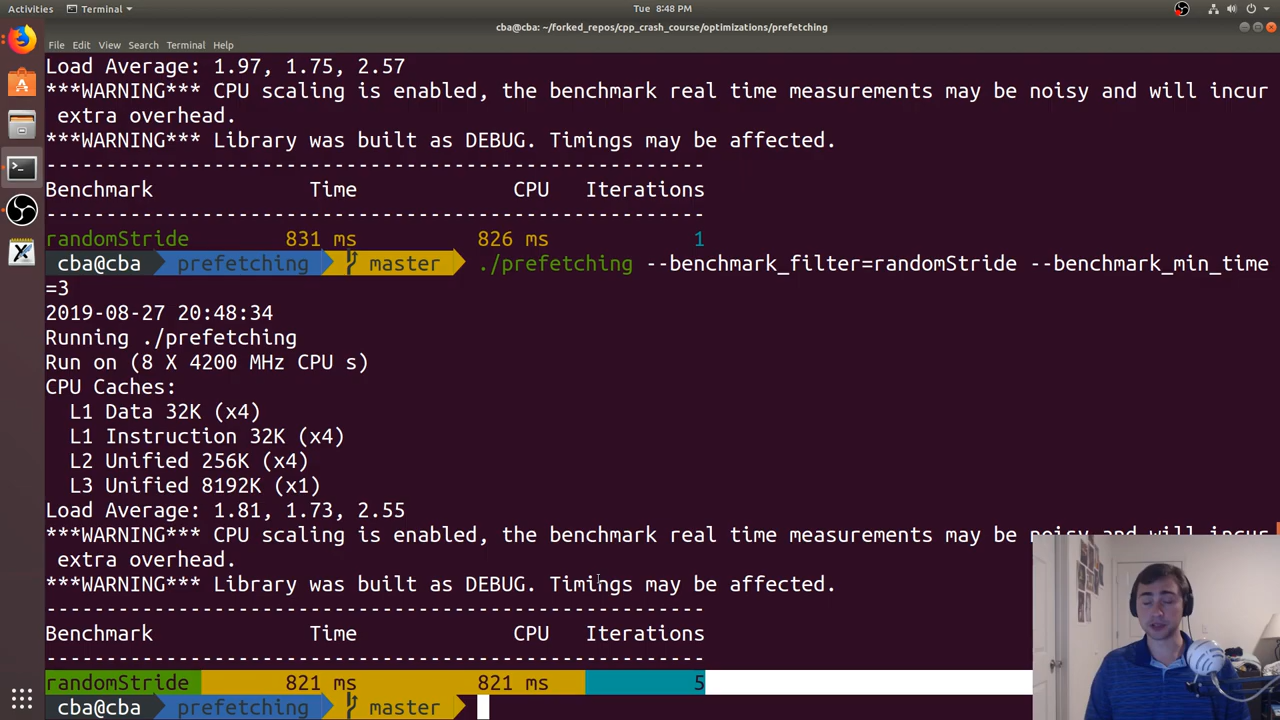 Activities Terminal Tue 8:48 PM
cba@cba: ~/forked_repos/cpp_crash_course/optimizations/prefetching
File Edit View Search Terminal Help
Load Average: 1.97, 1.75, 2.57
***WARNING*** CPU scaling is enabled, the benchmark real time measurements may be noisy and will incur
extra overhead.
***WARNING*** Library was built as DEBUG. Timings may be affected.
---------------------------------------------------------
Benchmark Time CPU Iterations
---------------------------------------------------------
randomStride 831 ms 826 ms 1
cba@cba prefetching master ./prefetching --benchmark_filter=randomStride --benchmark_min_time
=3
2019-08-27 20:48:34
Running ./prefetching
Run on (8 X 4200 MHz CPU s)
CPU Caches:
L1 Data 32K (x4)
L1 Instruction 32K (x4)
L2 Unified 256K (x4)
L3 Unified 8192K (x1)
Load Average: 1.81, 1.73, 2.55
***WARNING*** CPU scaling is enabled, the benchmark real time measurements may be noisy and will incur
extra overhead.
***WARNING*** Library was built as DEBUG. Timings may be affected.
---------------------------------------------------------
Benchmark Time CPU Iterations
---------------------------------------------------------
randomStride 821 ms 821 ms 5
cba@cba prefetching master